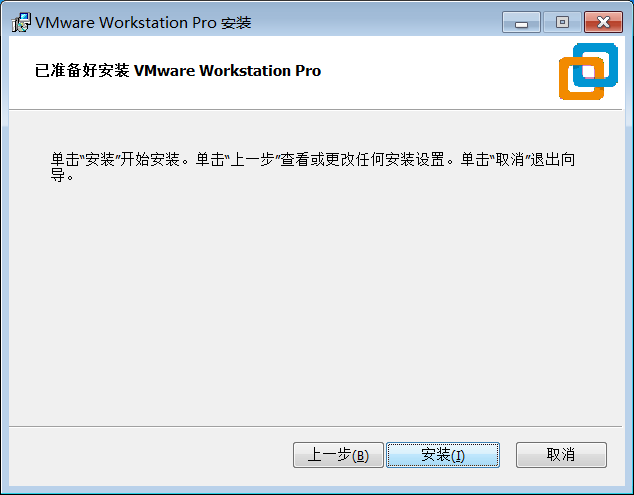 VMware Workstation Pro 安装
已准备好安装 VMware Workstation Pro
单击“安装”开始安装。单击“上一步”查看或更改任何安装设置。单击“取消”退出向
导。
上一步(B) 安装(I) 取消